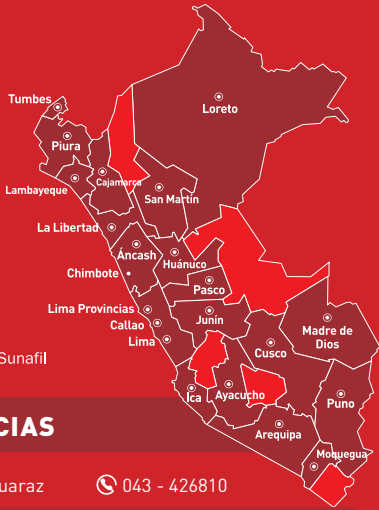 Tumbes
Loreto
Piura
Cajamarca
Lambayeque
San Martín
La Libertad
Áncash
Huánuco
Chimbote
Pasco
Lima Provincias
Callao
Junín
Madre de
Dios
Lima
Cusco
Sunafil
Ica
Ayacucho
Puno
CIAS
Arequipa
Moquegua
uaraz
043 - 426810